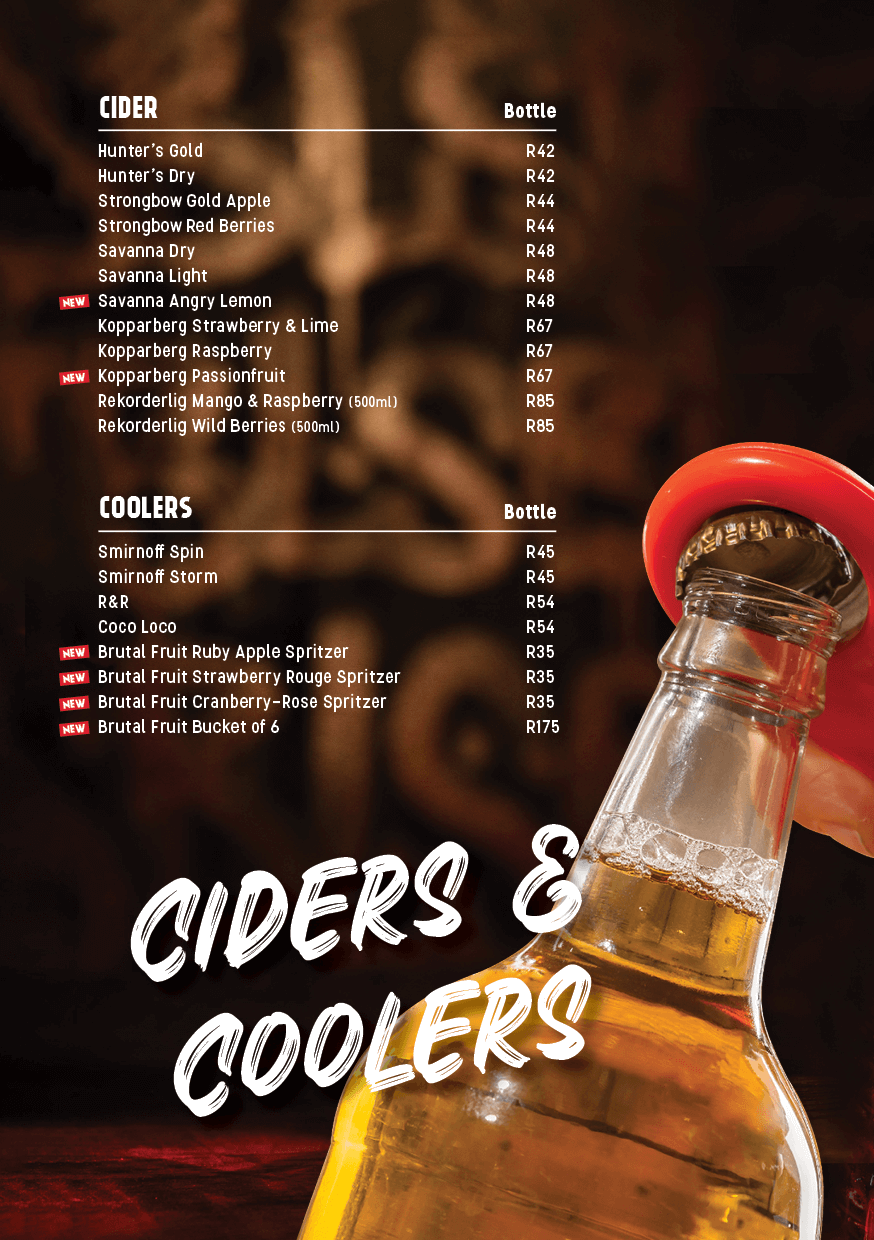 CIDER Bottle
Hunter's Gold R42
Hunter's Dry R42
Strongbow Gold Apple R44
Strongbow Red Berries R44
Savanna Dry R48
Savanna Light R48
NEW Savanna Angry Lemon R48
Kopparberg Strawberry & Lime R67
Kopparberg Raspberry R67
NEW Kopparberg Passionfruit R67
Rekorderlig Mango & Raspberry (500ml) R85
Rekorderlig Wild Berries (500ml) R85
COOLERS Bottle
Smirnoff Spin R45
Smirnoff Storm R45
R&R R54
Coco Loco R54
NEW Brutal Fruit Ruby Apple Spritzer R35
NEW Brutal Fruit Strawberry Rouge Spritzer R35
NEW Brutal Fruit Cranberry-Rose Spritzer R35
NEW Brutal Fruit Bucket of 6 R175
CIDERS &
COOLERS